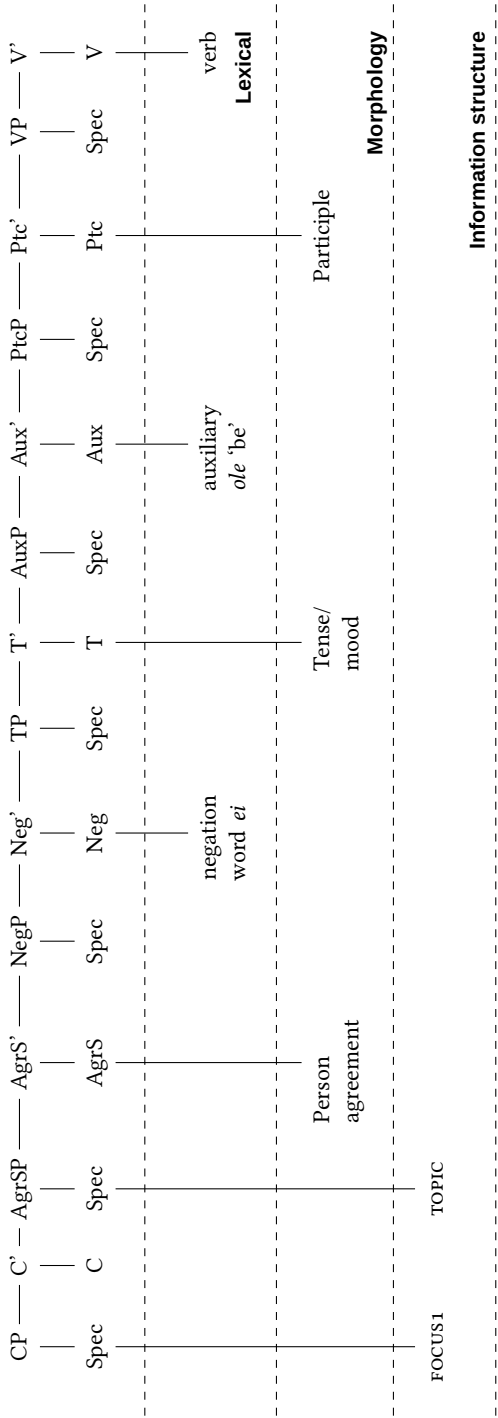 CP C’ AgrSP AgrS’ NegP Neg’ TP T’ AuxP Aux’ PtcP Ptc’ VP V’
Spec C Spec AgrS Spec Neg Spec T Spec Aux Spec Ptc Spec V
negation auxiliary verb
word ei ole ‘be’
Lexical
Person Tense/ Participle
agreement mood
Morphology
FOCUS1 TOPIC
Information structure